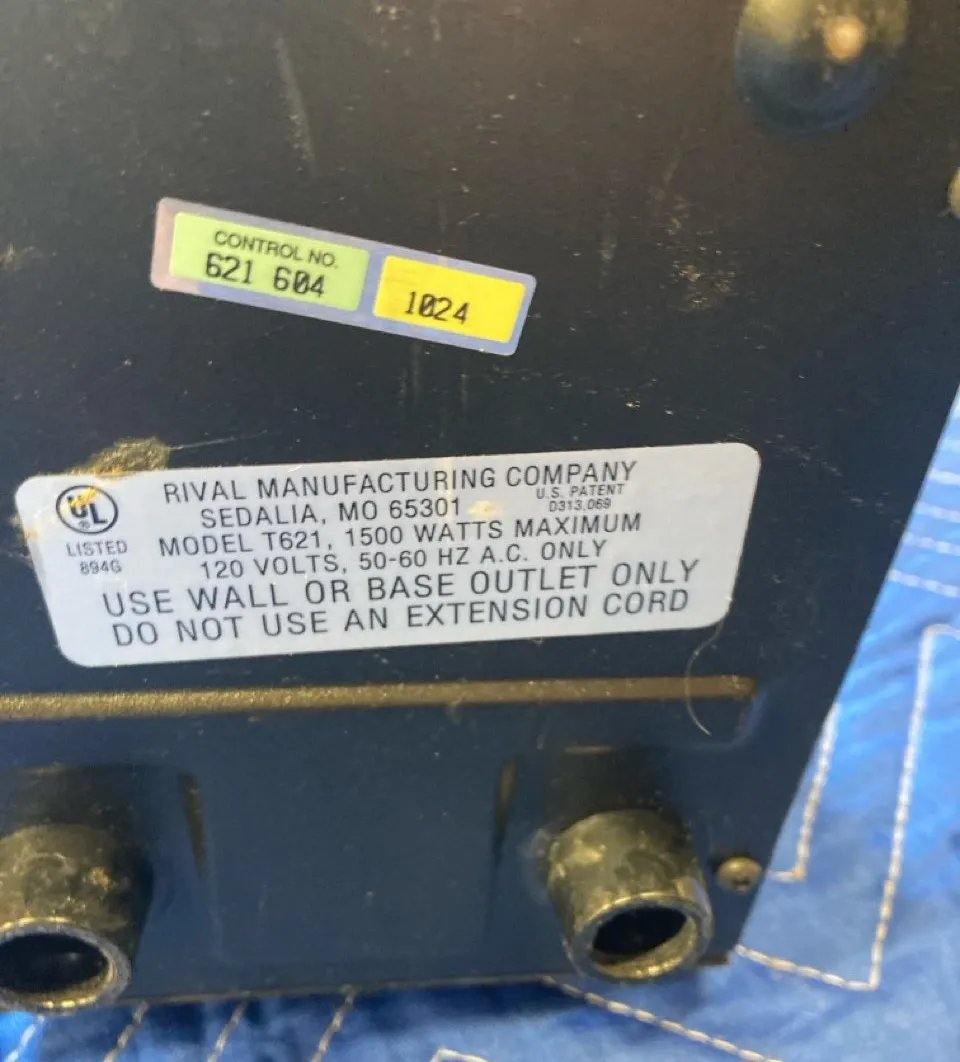 CONTROL NO.
621 604
1024
UL
®
LISTED
894G
RIVAL MANUFACTURING COMPANY
SEDALIA, MO 65301
U.S. PATENT
D313,069
MODEL T621, 1500 WATTS MAXIMUM
120 VOLTS, 50-60 HZ A.C. ONLY
USE WALL OR BASE OUTLET ONLY
DO NOT USE AN EXTENSION CORD